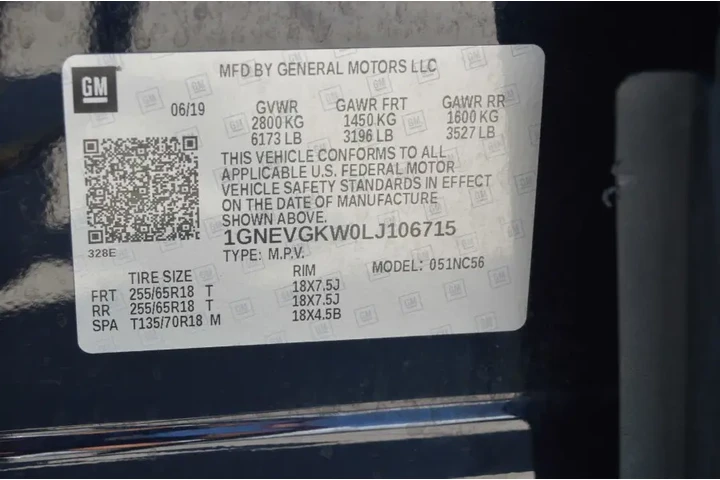 GM
MFD BY GENERAL MOTORS LLC
06/19 GVWR GAWR FRT GAWR RR
2800 KG 1450 KG 1600 KG
6173 LB 3196 LB 3527 LB
THIS VEHICLE CONFORMS TO ALL
APPLICABLE U.S. FEDERAL MOTOR
VEHICLE SAFETY STANDARDS IN EFFECT
ON THE DATE OF MANUFACTURE
SHOWN ABOVE.
1GNEVGKW0LJ106715
328E
TYPE: M.P.V. MODEL: 051NC56
TIRE SIZE RIM
FRT 255/65R18 T 18X7.5J
RR 255/65R18 T 18X7.5J
SPA T135/70R18 M 18X4.5B